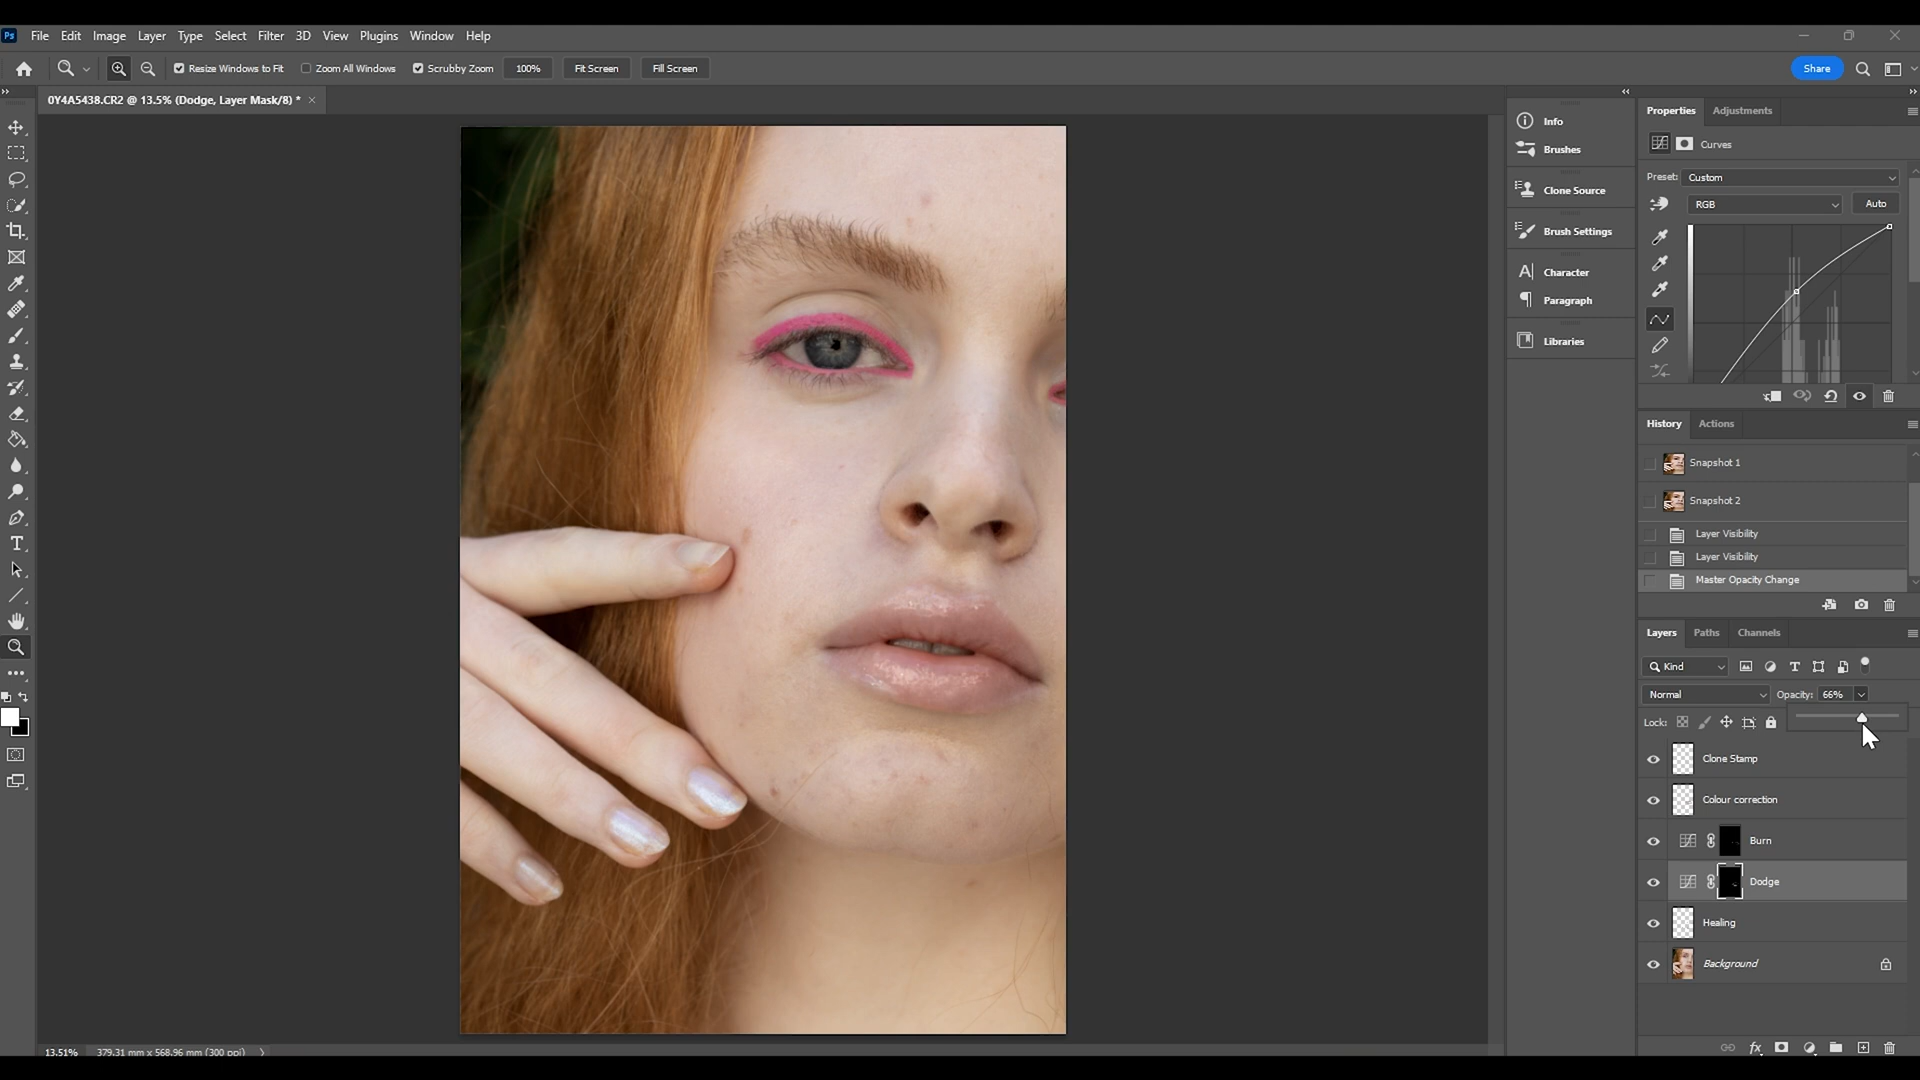 Ps File Edit Image Layer Type Select Filter 3D View Plugins Window Help
Resize Windows to Fit Zoom All Windows Scrubby Zoom 100% Fit Screen Fill Screen Share
0Y4A5438.CR2 @ 13.5% (Dodge, Layer Mask/8) *
Info
Brushes
Clone Source
Brush Settings
Character
Paragraph
Libraries
Properties Adjustments
Curves
Preset: Custom
RGB Auto
History Actions
Snapshot 1
Snapshot 2
Layer Visibility
Layer Visibility
Master Opacity Change
Layers Paths Channels
Kind
Normal Opacity: 66%
Lock:
Clone Stamp
Colour correction
Burn
Dodge
Healing
Background
fx
13.51% 379.31 mm x 568.96 mm (300 ppi)